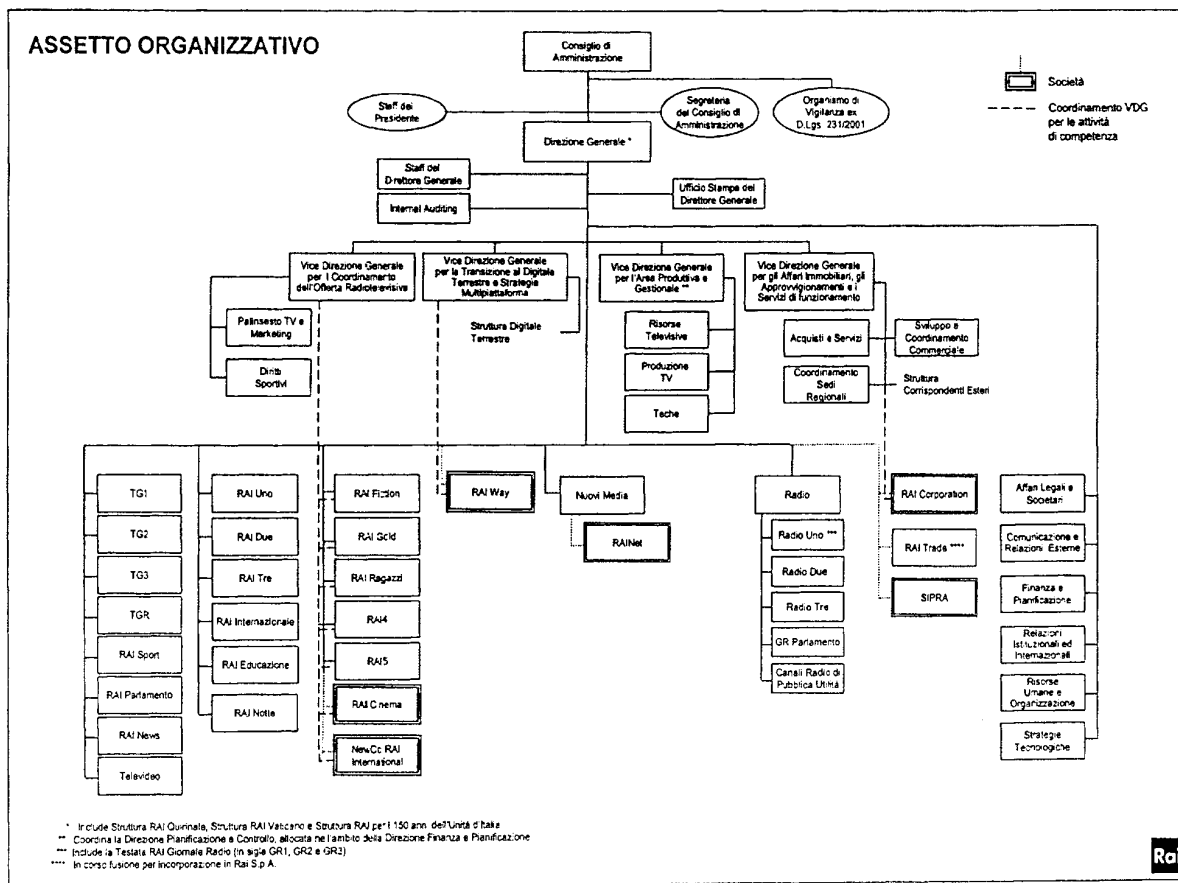 ASSETTO ORGANIZZATIVO
Consiglio di
Amministrazione
Società
Coordinamento VDG
per le attività
di competenza
Staff del
Presidente
Segreteria
del Consiglio di
Amministrazione
Organismo di
Vigilanza ex
D.Lgs. 231/2001
Direzione Generale *
Staff del
Direttore Generale
Ufficio Stampa del
Direttore Generale
Internal Auditing
Vice Direzione Generale
per il Coordinamento
dell'Offerta Radiotelevisiva
Vice Direzione Generale
per la Transizione al Digitale
Terrestre e Strategia
Multipiattaforma
Vice Direzione Generale
per l'Area Produttiva e
Gestionale **
Vice Direzione Generale
per gli Affari Immobiliari, gli
Approvvigionamenti e i
Servizi di funzionamento
Palinsesto TV e
Marketing
Diritti
Sportivi
Struttura Digitale
Terrestre
Risorse
Televisive
Produzione
TV
Teche
Acquisti e Servizi
Sviluppo e
Coordinamento
Commerciale
Coordinamento
Sedi
Regionali
Struttura
Corrispondenti Esteri
TG1
TG2
TG3
TGR
RAI Sport
RAI Parlamento
RAI News
Televideo
RAI Uno
RAI Due
RAI Tre
RAI Internazionale
RAI Educazione
RAI Notte
RAI Fiction
RAI Gold
RAI Ragazzi
RAI4
RAI5
RAI Cinema
NewCo RAI
International
RAI Way
Nuovi Media
RAINet
Radio
Radio Uno ***
Radio Due
Radio Tre
GR Parlamento
Canali Radio di
Pubblica Utilità
RAI Corporation
RAI Trade ****
SIPRA
Affari Legali e
Societari
Comunicazione e
Relazioni Esterne
Finanza e
Pianificazione
Relazioni
Istituzionali ed
Internazionali
Risorse
Umane e
Organizzazione
Strategie
Tecnologiche
* Include Struttura RAI Quirinale, Struttura RAI Vaticano e Struttura RAI per i 150 anni dell'Unità d'Italia
** Coordina la Direzione Pianificazione e Controllo, allocata nell'ambito della Direzione Finanza e Pianificazione
*** Include la Testata RAI Giornale Radio (in sigla GR1, GR2 e GR3)
**** In corso fusione per incorporazione in Rai S.p.A.
Rai